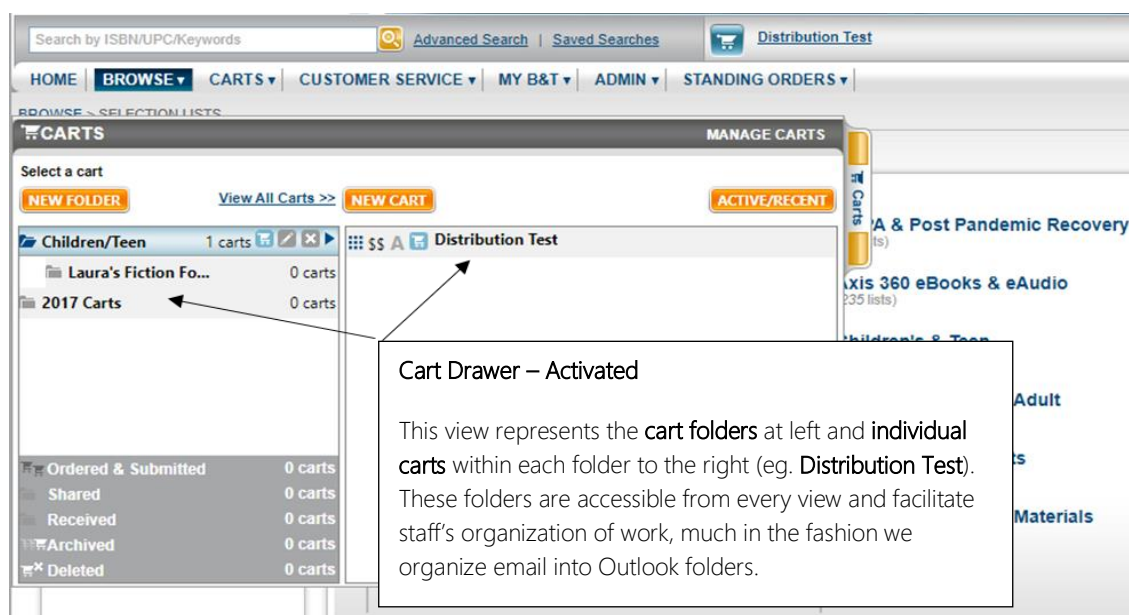 Search by ISBN/UPC/Keywords Advanced Search | Saved Searches Distribution Test
HOME BROWSE CARTS CUSTOMER SERVICE MY B&T ADMIN STANDING ORDERS
BROWSE > SELECTION LISTS
CARTS MANAGE CARTS
Select a cart
NEW FOLDER View All Carts >> NEW CART ACTIVE/RECENT
Carts
Children/Teen 1 carts $$ A Distribution Test
Laura's Fiction Fo... 0 carts
2017 Carts 0 carts
Ordered & Submitted 0 carts
Shared 0 carts
Received 0 carts
Archived 0 carts
Deleted 0 carts
& Post Pandemic Recovery
Axis 360 eBooks & eAudio
235 lists)
Children's & Teen
Adult
Materials
Cart Drawer – Activated
This view represents the cart folders at left and individual
carts within each folder to the right (eg. Distribution Test).
These folders are accessible from every view and facilitate
staff's organization of work, much in the fashion we
organize email into Outlook folders.